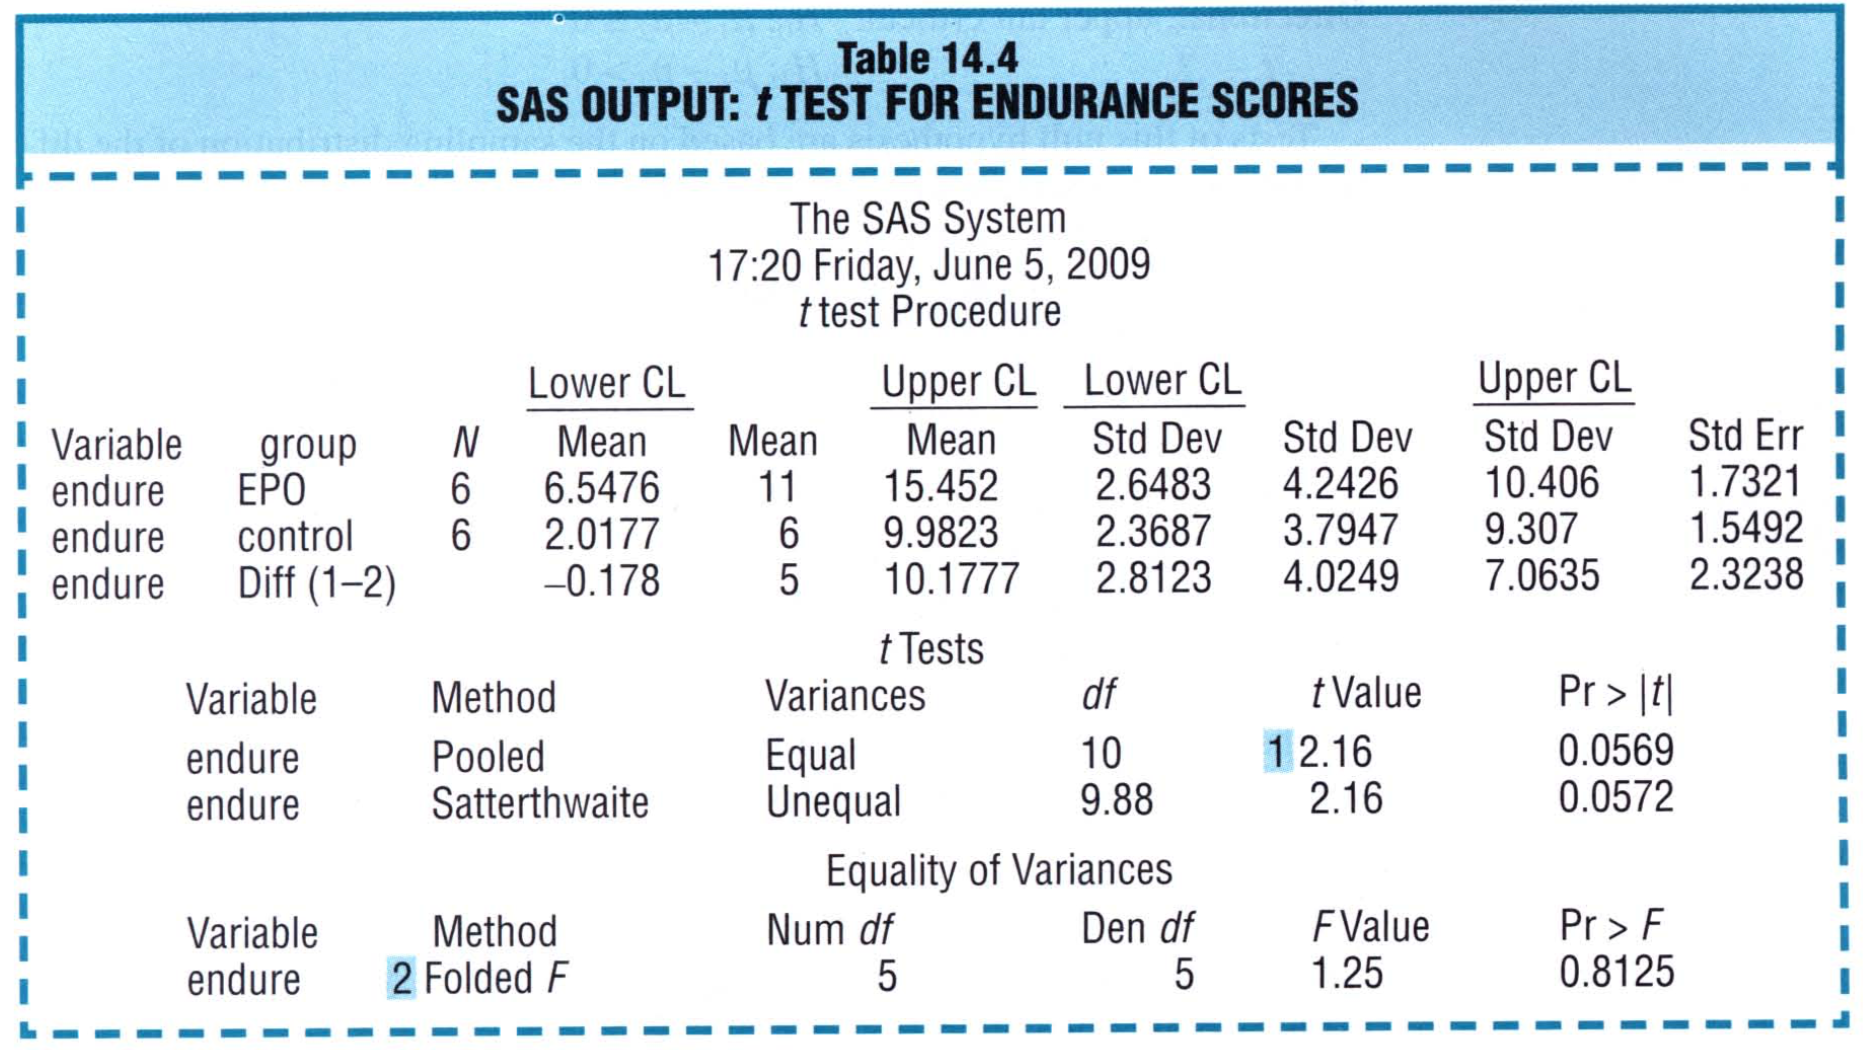 Table 14.4
SAS OUTPUT: t TEST FOR ENDURANCE SCORES
The SAS System
17:20 Friday, June 5, 2009
t test Procedure
Lower CL Upper CL Lower CL Upper CL
Variable group N Mean Mean Mean Std Dev Std Dev Std Dev Std Err
endure EPO 6 6.5476 11 15.452 2.6483 4.2426 10.406 1.7321
endure control 6 2.0177 6 9.9823 2.3687 3.7947 9.307 1.5492
endure Diff (1–2) –0.178 5 10.1777 2.8123 4.0249 7.0635 2.3238
t Tests
Variable Method Variances df t Value Pr > |t|
endure Pooled Equal 10 1 2.16 0.0569
endure Satterthwaite Unequal 9.88 2.16 0.0572
Equality of Variances
Variable Method Num df Den df F Value Pr > F
endure 2 Folded F 5 5 1.25 0.8125